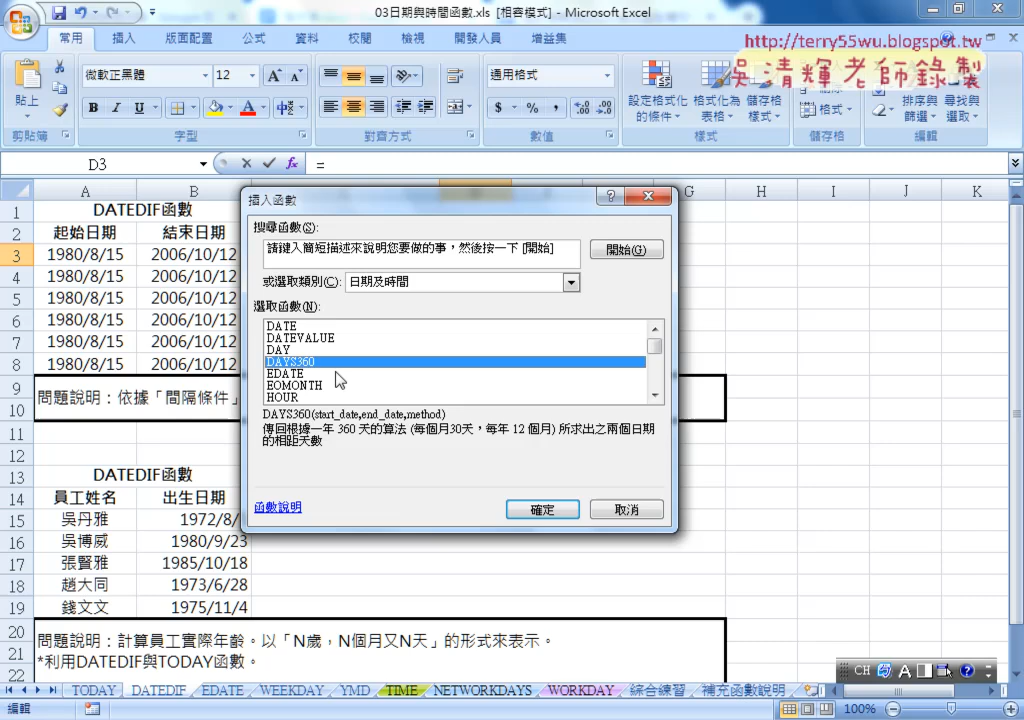 03日期與時間函數.xls [相容模式] - Microsoft Excel
常用 插入 版面配置 公式 資料 校閱 檢視 開發人員 增益集
http://terry55wu.blogspot.tw
吳清輝老師錄製
貼上
微軟正黑體 12
B I U
通用格式
$ % ,
設定格式化的條件
格式化為表格
儲存格樣式
格式
排序與篩選
尋找與選取
剪貼簿 字型 對齊方式 數值 樣式 儲存格 編輯
D3 fx =
A B G H I J K
1 DATEDIF函數
2 起始日期 結束日期
3 1980/8/15 2006/10/12
4 1980/8/15 2006/10/12
5 1980/8/15 2006/10/12
6 1980/8/15 2006/10/12
7 1980/8/15 2006/10/12
8 1980/8/15 2006/10/12
9
10 問題說明：依據「間隔條件」
11
12
13 DATEDIF函數
14 員工姓名 出生日期
15 吳丹雅 1972/8/
16 吳博威 1980/9/23
17 張賢雅 1985/10/18
18 趙大同 1973/6/28
19 錢文文 1975/11/4
20 問題說明：計算員工實際年齡。以「N歲，N個月又N天」的形式來表示。
21 *利用DATEDIF與TODAY函數。
22
插入函數
搜尋函數(S):
請鍵入簡短描述來說明您要做的事，然後按一下 [開始]
開始(G)
或選取類別(C): 日期及時間
選取函數(N):
DATE
DATEVALUE
DAY
DAYS360
EDATE
EOMONTH
HOUR
DAYS360(start_date,end_date,method)
傳回根據一年 360 天的算法 (每個月30天，每年 12 個月) 所求出之兩個日期
的相距天數
函數說明
確定 取消
CH
TODAY DATEDIF EDATE WEEKDAY YMD TIME NETWORKDAYS WORKDAY 綜合練習 補充函數說明
編輯 100%